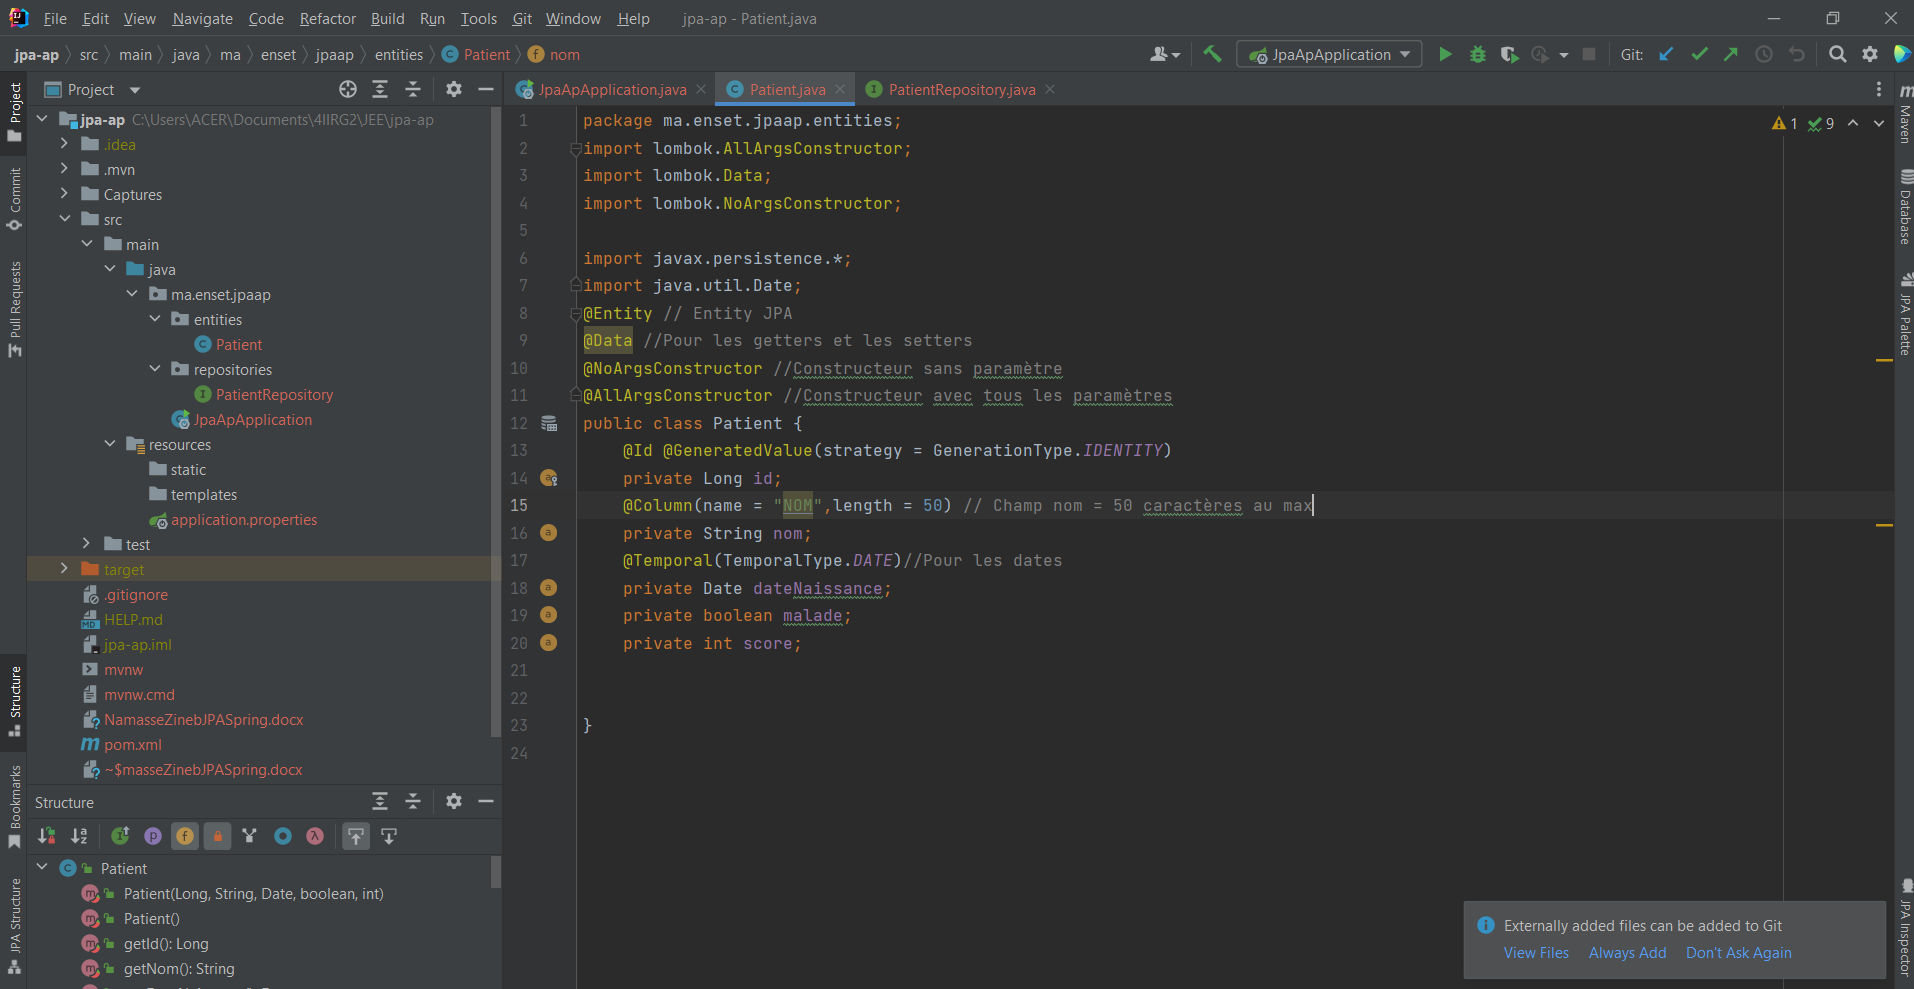 File Edit View Navigate Code Refactor Build Run Tools Git Window Help jpa-ap - Patient.java
jpa-ap src main java ma enset jpaap entities Patient nom JpaApApplication Git:
Project
Project
JpaApApplication.java Patient.java PatientRepository.java
jpa-ap C:\Users\ACER\Documents\4IIRG2\JEE\jpa-ap
.idea
.mvn
Captures
src
main
java
ma.enset.jpaap
entities
Patient
repositories
PatientRepository
JpaApApplication
resources
static
templates
application.properties
test
target
.gitignore
HELP.md
jpa-ap.iml
mvnw
mvnw.cmd
NamasseZinebJPASpring.docx
pom.xml
~$masseZinebJPASpring.docx
Commit
Pull Requests
Structure
Bookmarks
JPA Structure
1 package ma.enset.jpaap.entities;
2 import lombok.AllArgsConstructor;
3 import lombok.Data;
4 import lombok.NoArgsConstructor;
5
6 import javax.persistence.*;
7 import java.util.Date;
8 @Entity // Entity JPA
9 @Data //Pour les getters et les setters
10 @NoArgsConstructor //Constructeur sans paramètre
11 @AllArgsConstructor //Constructeur avec tous les paramètres
12 public class Patient {
13 @Id @GeneratedValue(strategy = GenerationType.IDENTITY)
14 private Long id;
15 @Column(name = "NOM",length = 50) // Champ nom = 50 caractères au max
16 private String nom;
17 @Temporal(TemporalType.DATE)//Pour les dates
18 private Date dateNaissance;
19 private boolean malade;
20 private int score;
21
22
23 }
24
1 9
Maven
Database
JPA Palette
JPA Inspector
Structure
Patient
Patient(Long, String, Date, boolean, int)
Patient()
getId(): Long
getNom(): String
Externally added files can be added to Git
View Files Always Add Don't Ask Again